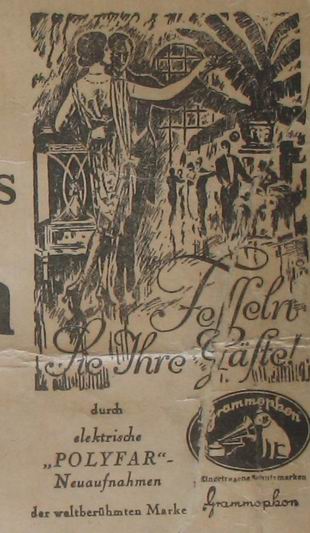 s
Fesseln
Sie Ihre Gäste!
durch
elektrische
„POLYFAR“-
Neuaufnahmen
der weltberühmten Marke
Grammophon
Eingetragene Schutzmarken
Grammophon